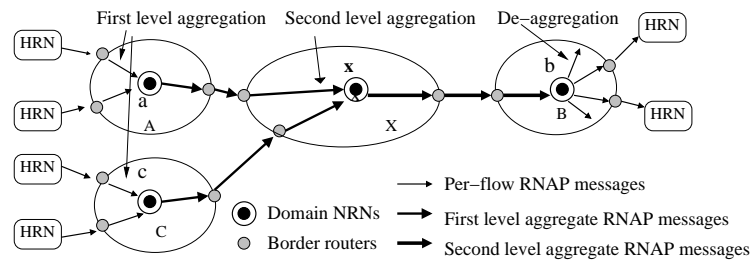 First level aggregation
Second level aggregation
De-aggregation
HRN
HRN
x
b
HRN
a
x
HRN
A
X
B
HRN
HRN
c
Per-flow RNAP messages
HRN
C
Domain NRNs
First level aggregate RNAP messages
Border routers
Second level aggregate RNAP messages